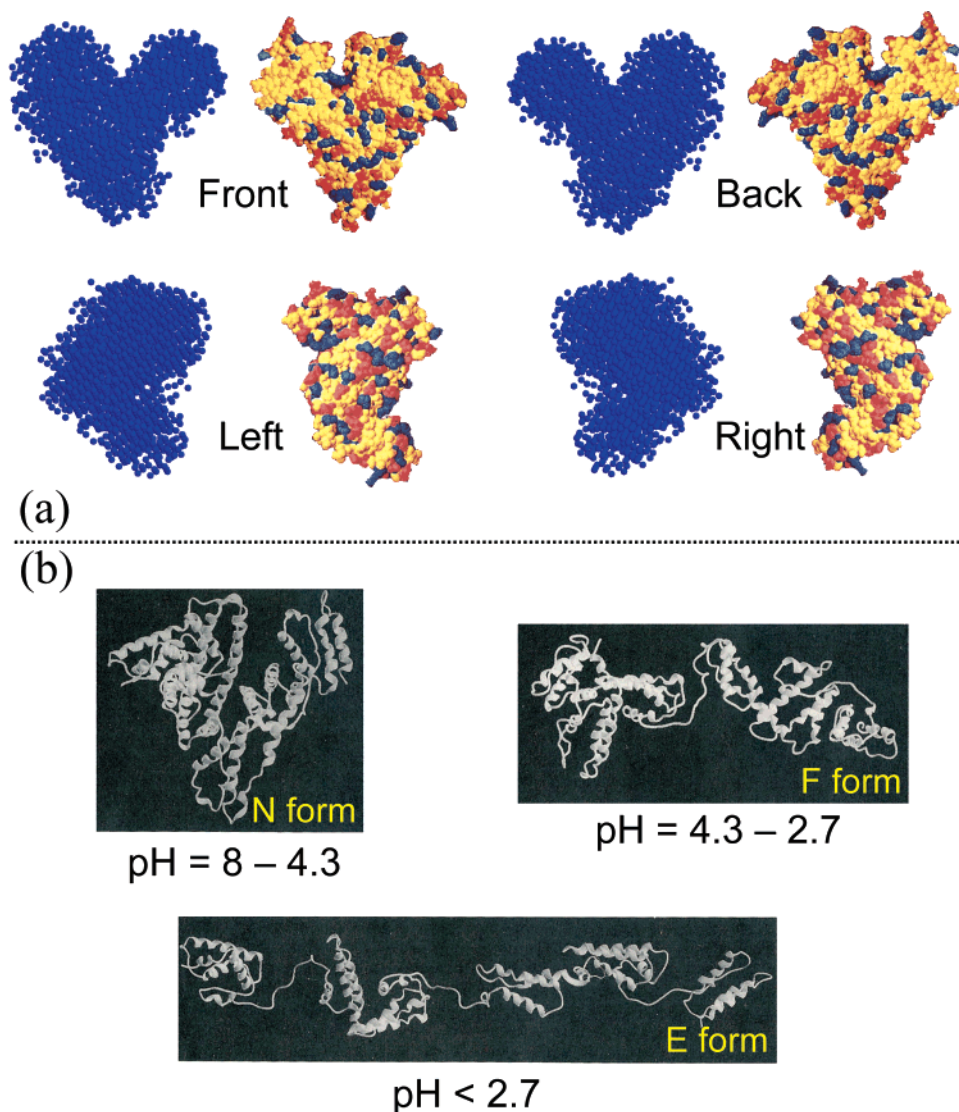 Front
Back
Left
Right
(a)
(b)
N form
pH = 8 – 4.3
F form
pH = 4.3 – 2.7
E form
pH < 2.7